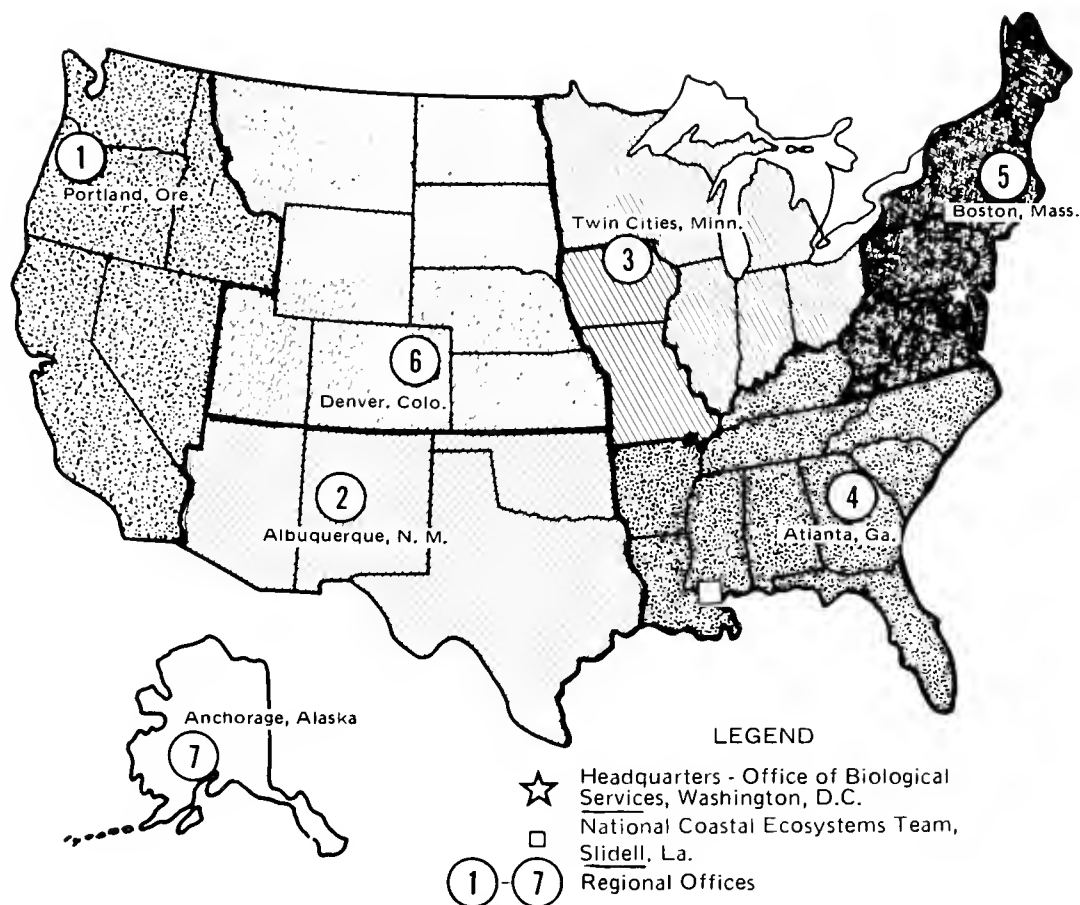 1
Portland, Ore.
5
Boston, Mass.
Twin Cities, Minn.
3
6
Denver. Colo.
2
Albuquerque, N. M.
4
Atlanta, Ga.
Anchorage, Alaska
7
LEGEND
Headquarters - Office of Biological
Services, Washington, D.C.
National Coastal Ecosystems Team,
Slidell, La.
1 - 7 Regional Offices